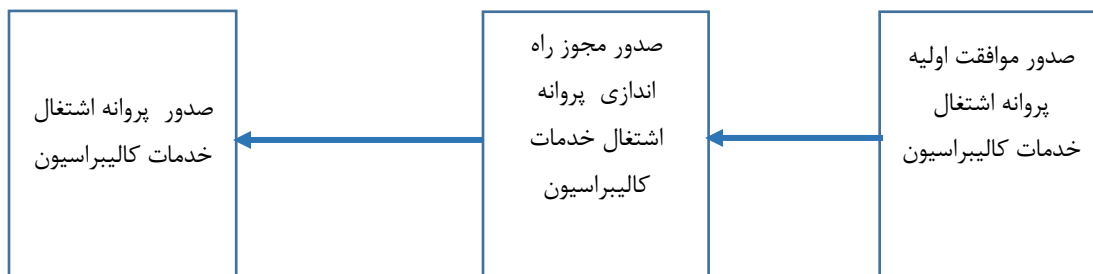 صدور موافقت اولیه
پروانه اشتغال
خدمات کالیبراسیون
صدور مجوز راه
اندازی پروانه
اشتغال خدمات
کالیبراسیون
صدور پروانه اشتغال
خدمات کالیبراسیون